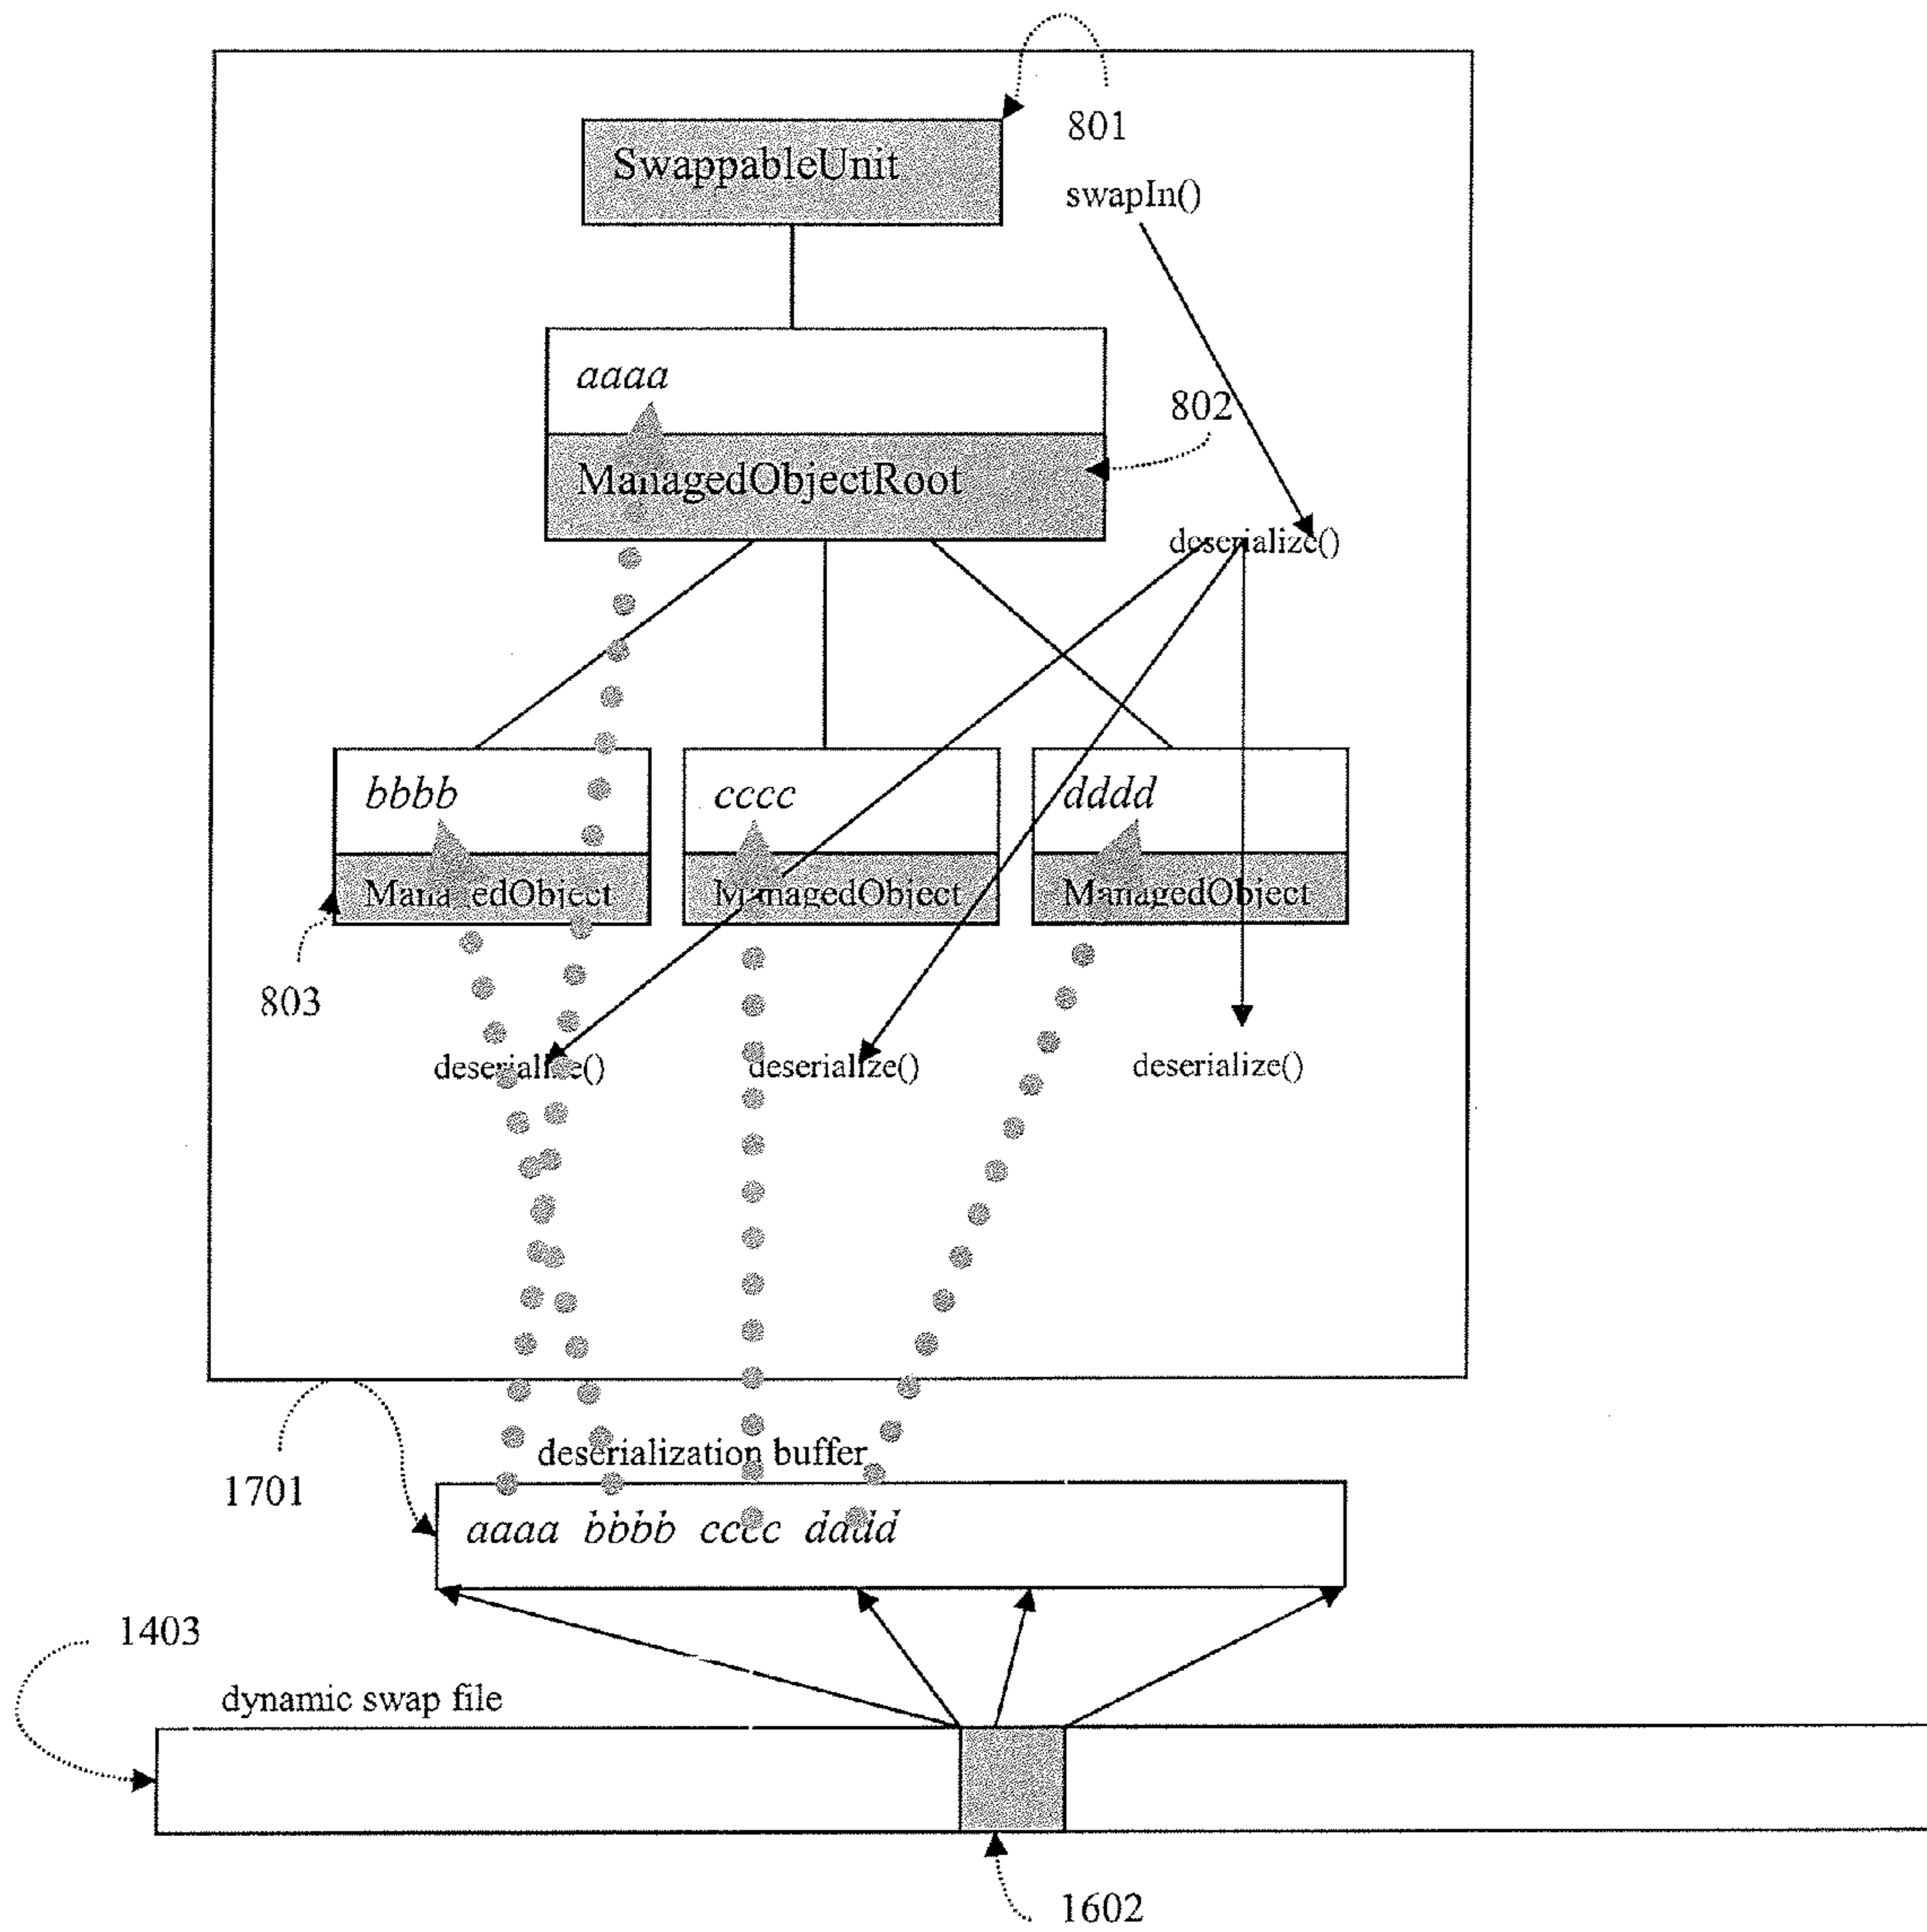 801
SwappableUnit
swapIn()
aaaa
802
ManagedObjectRoot
deserialize()
bbbb
cccc
dddd
ManagedObject
ManagedObject
ManagedObject
803
deserialize()
deserialize()
deserialize()
deserialization buffer
1701
aaaa bbbb cccc dddd
1403
dynamic swap file
1602